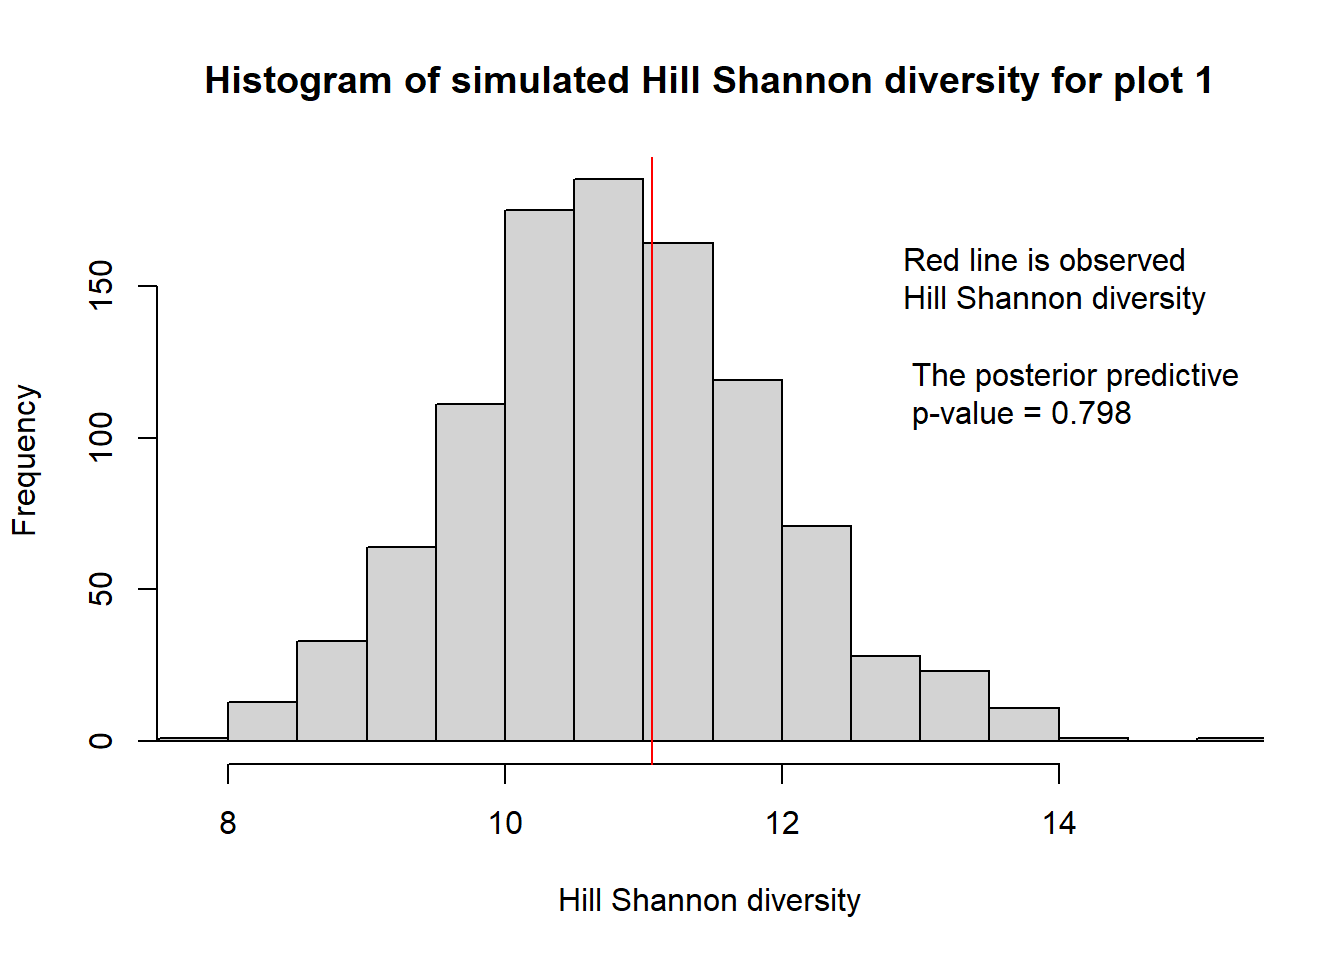 Histogram of simulated Hill Shannon diversity for plot 1
Red line is observed
Hill Shannon diversity
The posterior predictive
p-value = 0.798
Frequency
150
100
50
0
8 10 12 14
Hill Shannon diversity